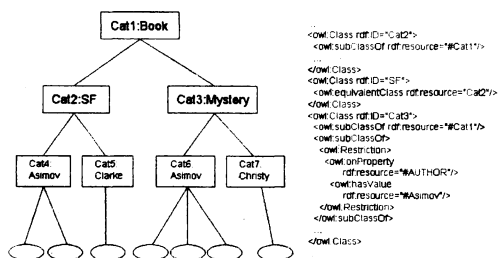 Cat1:Book
Cat2:SF
Cat3:Mystery
Cat4:
Asimov
Cat5
Clarke
Cat6
Asimov
Cat7.
Christy
...
<owl:Class rdf:ID="Cat2">
<owl:subClassOf rdf:resource="#Cat1"/>
...
</owl:Class>
<owl:Class rdf:ID="SF">
<owl:equivalentClass rdf:resource="Cat2"/>
</owl:Class>
<owl:Class rdf:ID="Cat3">
<owl:subClassOf rdf:resource="#Cat1"/>
<owl:subClassOf>
<owl:Restriction>
<owl:onProperty
rdf:resource="#AUTHOR"/>
<owl:hasValue
rdf:resource="#Asimov"/>
</owl:Restriction>
</owl:subClassOf>
...
</owl:Class>